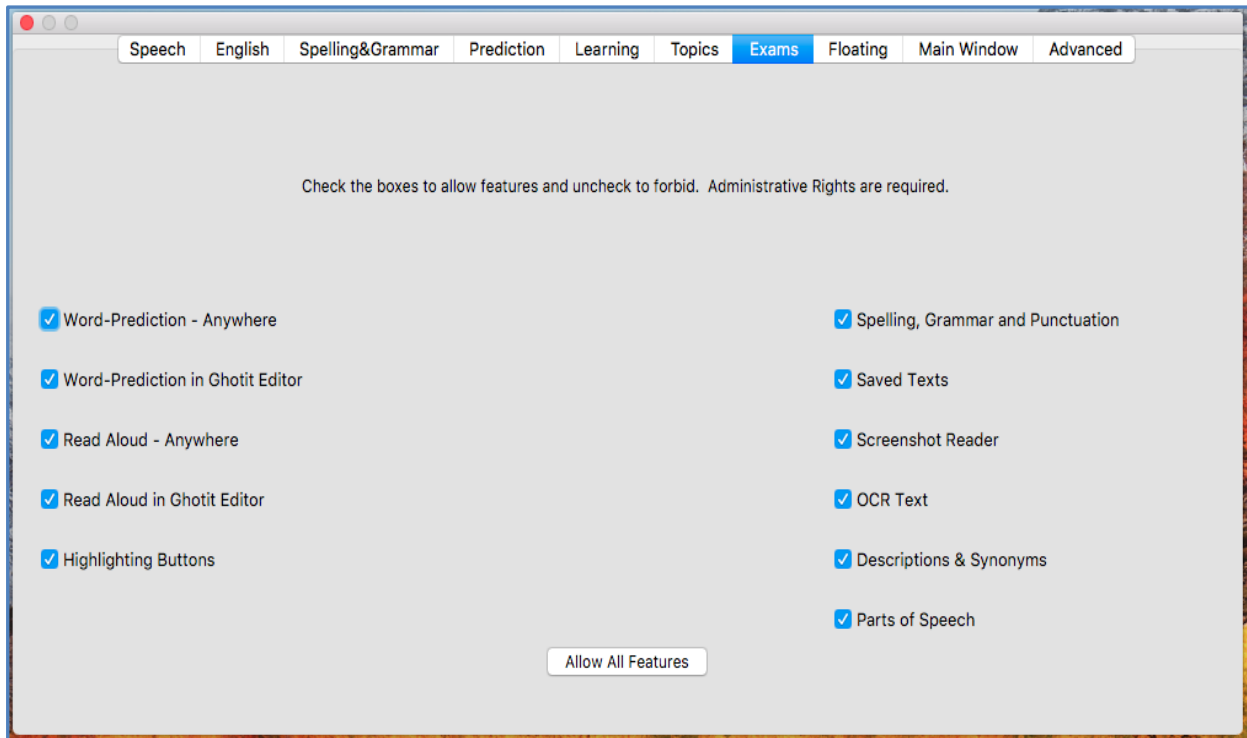 Speech English Spelling&Grammar Prediction Learning Topics Exams Floating Main Window Advanced
Check the boxes to allow features and uncheck to forbid. Administrative Rights are required.
Word-Prediction - Anywhere
Word-Prediction in Ghotit Editor
Read Aloud - Anywhere
Read Aloud in Ghotit Editor
Highlighting Buttons
Spelling, Grammar and Punctuation
Saved Texts
Screenshot Reader
OCR Text
Descriptions & Synonyms
Parts of Speech
Allow All Features